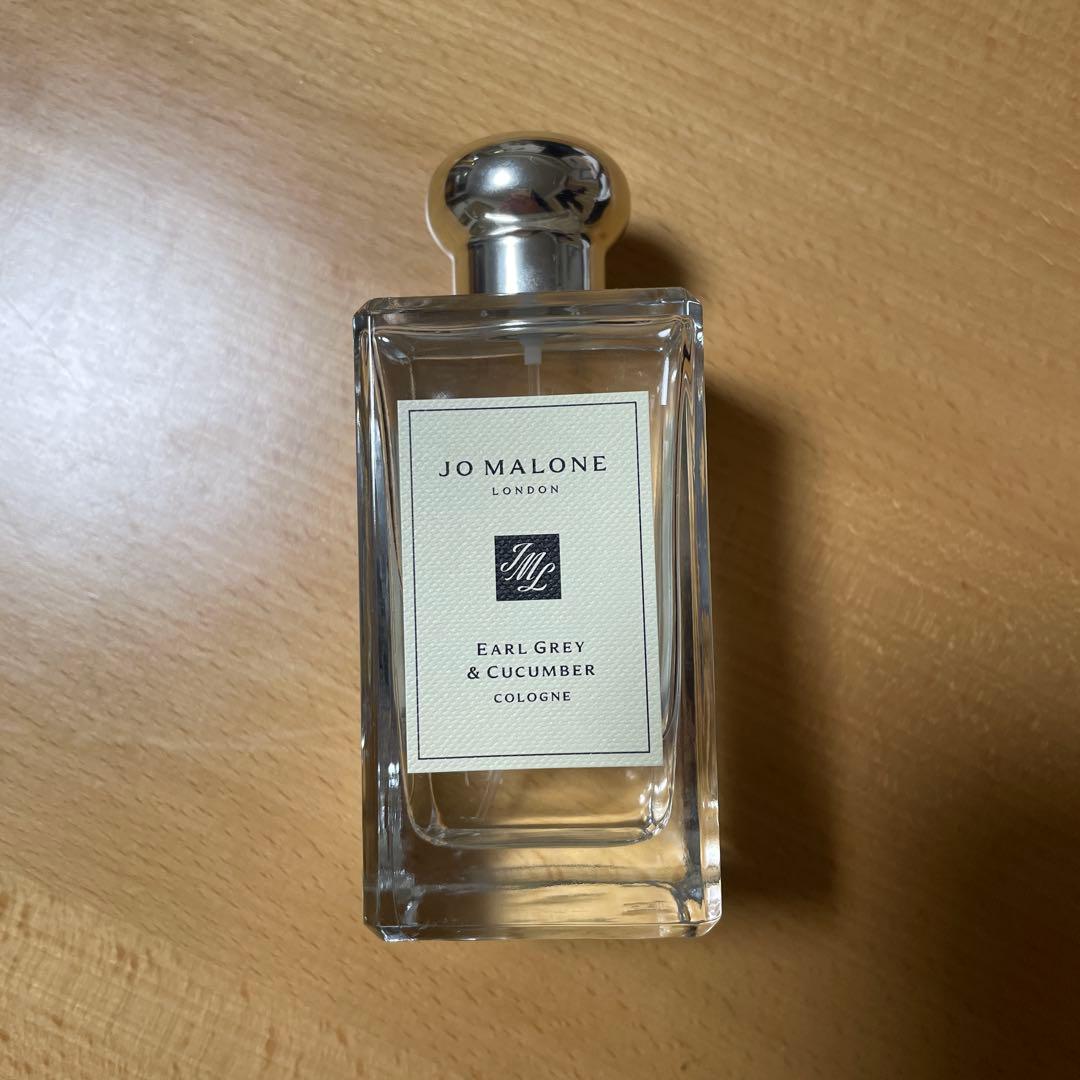 JO MALONE
LONDON
JML
EARL GREY
& CUCUMBER
COLOGNE